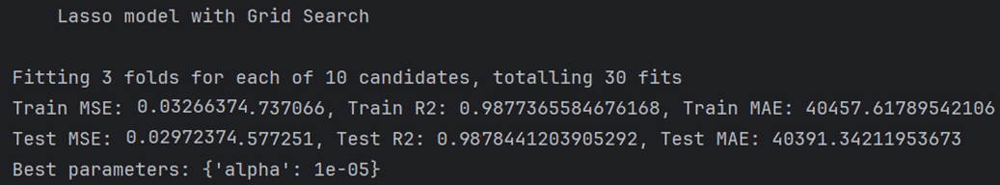 Lasso model with Grid Search
Fitting 3 folds for each of 10 candidates, totalling 30 fits
Train MSE: 0.03266374.737066, Train R2: 0.9877365584676168, Train MAE: 40457.61789542106
Test MSE: 0.02972374.577251, Test R2: 0.9878441203905292, Test MAE: 40391.34211953673
Best parameters: {'alpha': 1e-05}